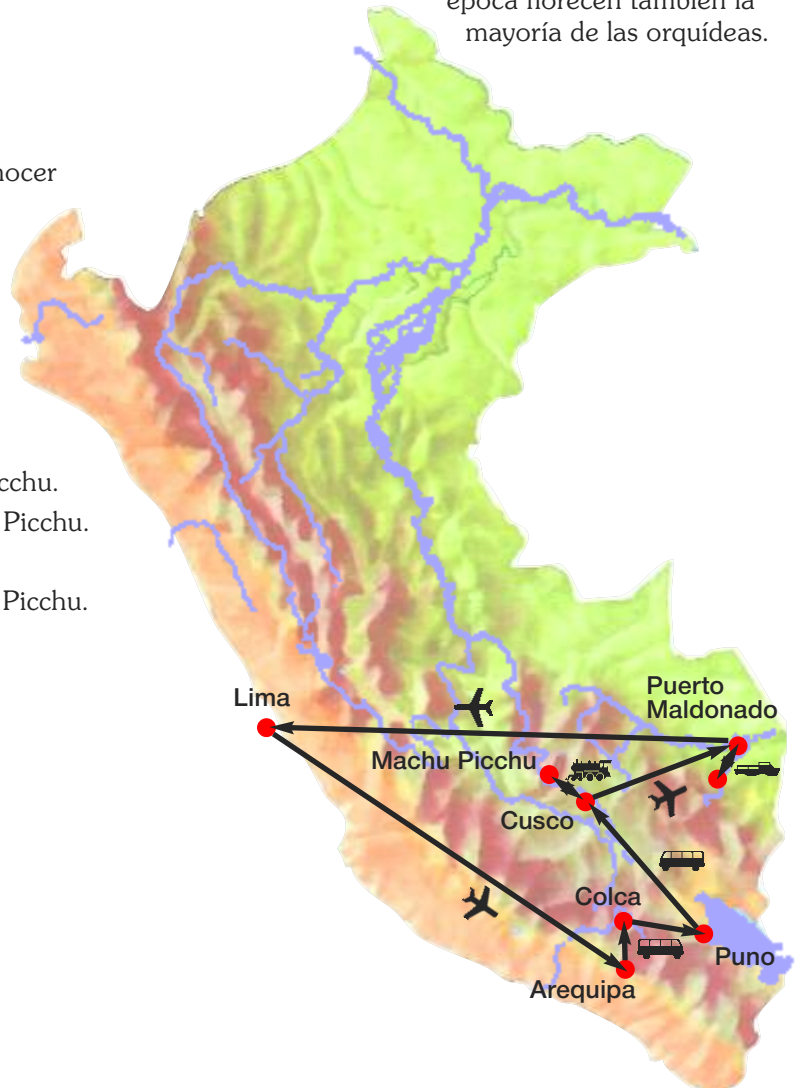 época florecen también la
mayoría de las orquídeas.
nocer
cchu.
Picchu.
Picchu.
Lima
Puerto
Maldonado
Machu Picchu
Cusco
Colca
Puno
Arequipa